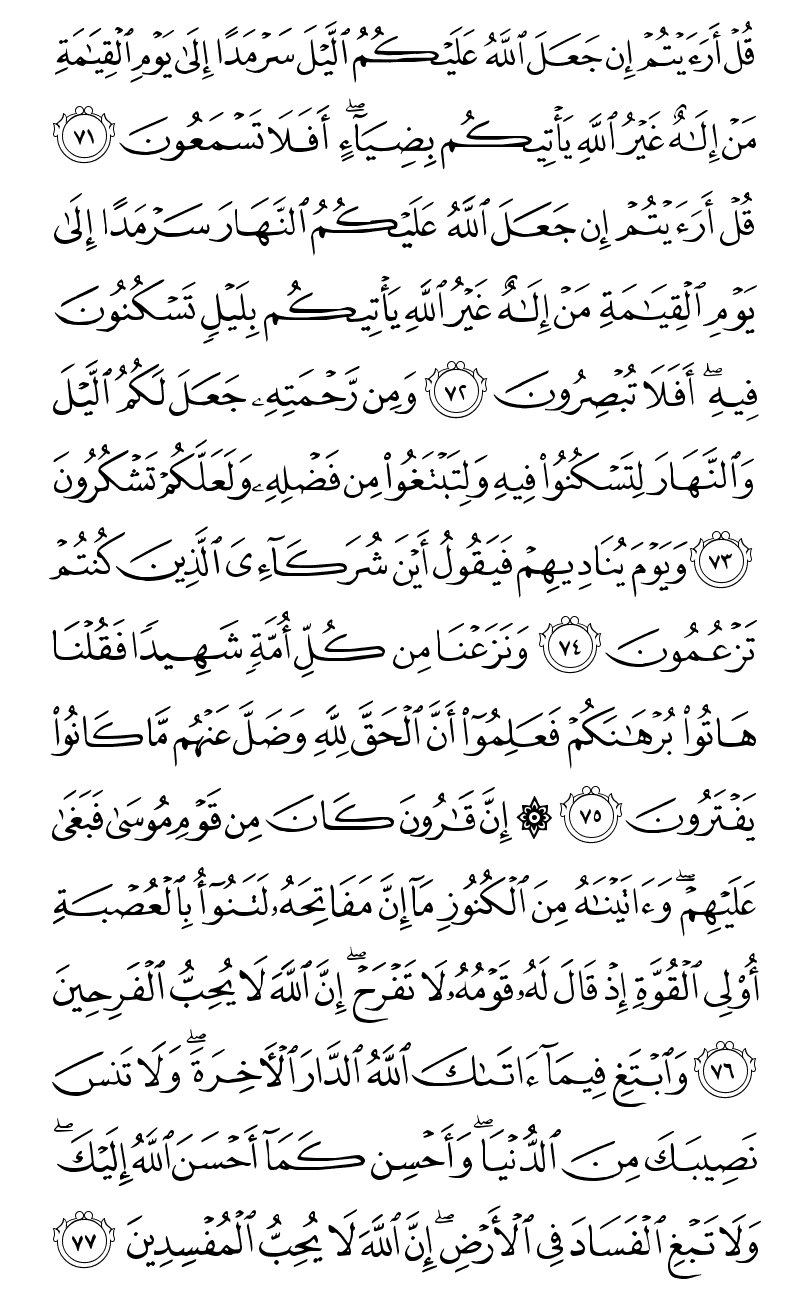 قُلۡ أَرَءَيۡتُمۡ إِن جَعَلَ ٱللَّهُ عَلَيۡكُمُ ٱلَّيۡلَ سَرۡمَدًا إِلَىٰ يَوۡمِ ٱلۡقِيَٰمَةِ
مَنۡ إِلَٰهٌ غَيۡرُ ٱللَّهِ يَأۡتِيكُم بِضِيَآءٍۚ أَفَلَا تَسۡمَعُونَ ٧١
قُلۡ أَرَءَيۡتُمۡ إِن جَعَلَ ٱللَّهُ عَلَيۡكُمُ ٱلنَّهَارَ سَرۡمَدًا إِلَىٰ
يَوۡمِ ٱلۡقِيَٰمَةِ مَنۡ إِلَٰهٌ غَيۡرُ ٱللَّهِ يَأۡتِيكُم بِلَيۡلٖ تَسۡكُنُونَ
فِيهِۖ أَفَلَا تُبۡصِرُونَ ٧٢ وَمِن رَّحۡمَتِهِۦ جَعَلَ لَكُمُ ٱلَّيۡلَ
وَٱلنَّهَارَ لِتَسۡكُنُواْ فِيهِ وَلِتَبۡتَغُواْ مِن فَضۡلِهِۦ وَلَعَلَّكُمۡ تَشۡكُرُونَ
٧٣ وَيَوۡمَ يُنَادِيهِمۡ فَيَقُولُ أَيۡنَ شُرَكَآءِيَ ٱلَّذِينَ كُنتُمۡ
تَزۡعُمُونَ ٧٤ وَنَزَعۡنَا مِن كُلِّ أُمَّةٖ شَهِيدٗا فَقُلۡنَا
هَاتُواْ بُرۡهَٰنَكُمۡ فَعَلِمُوٓاْ أَنَّ ٱلۡحَقَّ لِلَّهِ وَضَلَّ عَنۡهُم مَّا كَانُواْ
يَفۡتَرُونَ ٧٥ ۞ إِنَّ قَٰرُونَ كَانَ مِن قَوۡمِ مُوسَىٰ فَبَغَىٰ
عَلَيۡهِمۡۖ وَءَاتَيۡنَٰهُ مِنَ ٱلۡكُنُوزِ مَآ إِنَّ مَفَاتِحَهُۥ لَتَنُوٓأُ بِٱلۡعُصۡبَةِ
أُوْلِي ٱلۡقُوَّةِ إِذۡ قَالَ لَهُۥ قَوۡمُهُۥ لَا تَفۡرَحۡۖ إِنَّ ٱللَّهَ لَا يُحِبُّ ٱلۡفَرِحِينَ
٧٦ وَٱبۡتَغِ فِيمَآ ءَاتَىٰكَ ٱللَّهُ ٱلدَّارَ ٱلۡأٓخِرَةَۖ وَلَا تَنسَ
نَصِيبَكَ مِنَ ٱلدُّنۡيَاۖ وَأَحۡسِن كَمَآ أَحۡسَنَ ٱللَّهُ إِلَيۡكَۖ
وَلَا تَبۡغِ ٱلۡفَسَادَ فِي ٱلۡأَرۡضِۖ إِنَّ ٱللَّهَ لَا يُحِبُّ ٱلۡمُفۡسِدِينَ ٧٧